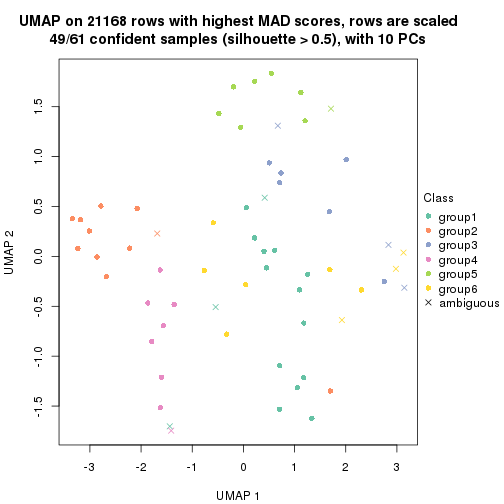 UMAP on 21168 rows with highest MAD scores, rows are scaled
49/61 confident samples (silhouette > 0.5), with 10 PCs
1.5
1.0
0.5
0.0
-0.5
-1.0
-1.5
UMAP 2
-3
-2
-1
0
1
2
3
UMAP 1
Class
group1
group2
group3
group4
group5
group6
ambiguous